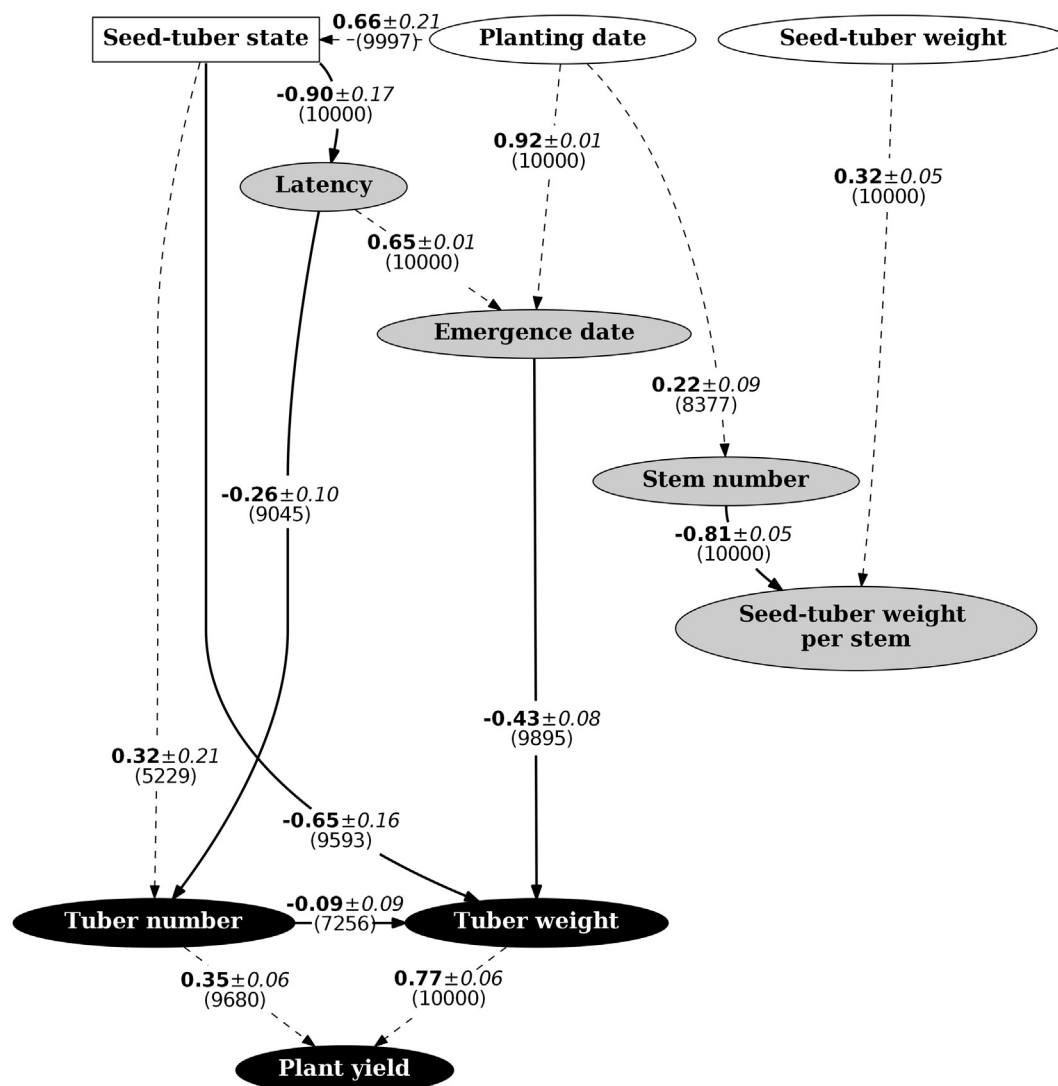 0.66±0.21
(9997)
Seed-tuber state
Planting date
Seed-tuber weight
-0.90±0.17
(10000)
0.92±0.01
(10000)
0.32±0.05
(10000)
Latency
0.65±0.01
(10000)
Emergence date
0.22±0.09
(8377)
Stem number
-0.26±0.10
(9045)
-0.81±0.05
(10000)
Seed-tuber weight
per stem
-0.43±0.08
(9895)
0.32±0.21
(5229)
-0.65±0.16
(9593)
Tuber number
-0.09±0.09
(7256)
Tuber weight
0.35±0.06
(9680)
0.77±0.06
(10000)
Plant yield